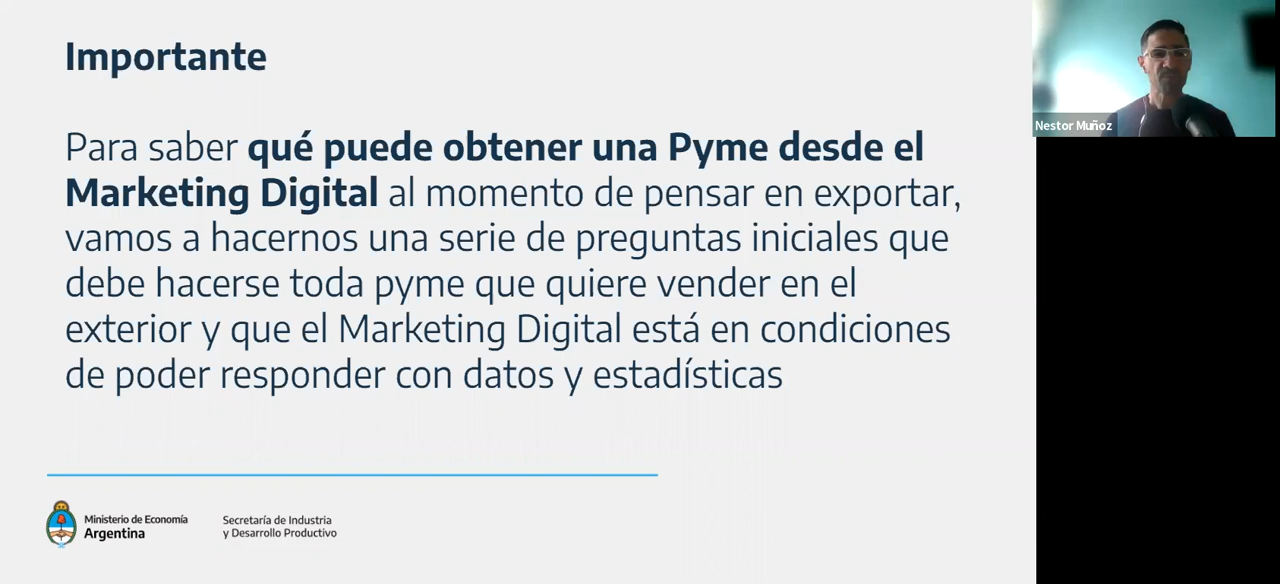 Importante
Para saber qué puede obtener una Pyme desde el
Marketing Digital al momento de pensar en exportar,
vamos a hacernos una serie de preguntas iniciales que
debe hacerse toda pyme que quiere vender en el
exterior y que el Marketing Digital está en condiciones
de poder responder con datos y estadísticas
Ministerio de Economía
Argentina
Secretaría de Industria
y Desarrollo Productivo
Nestor Muñoz